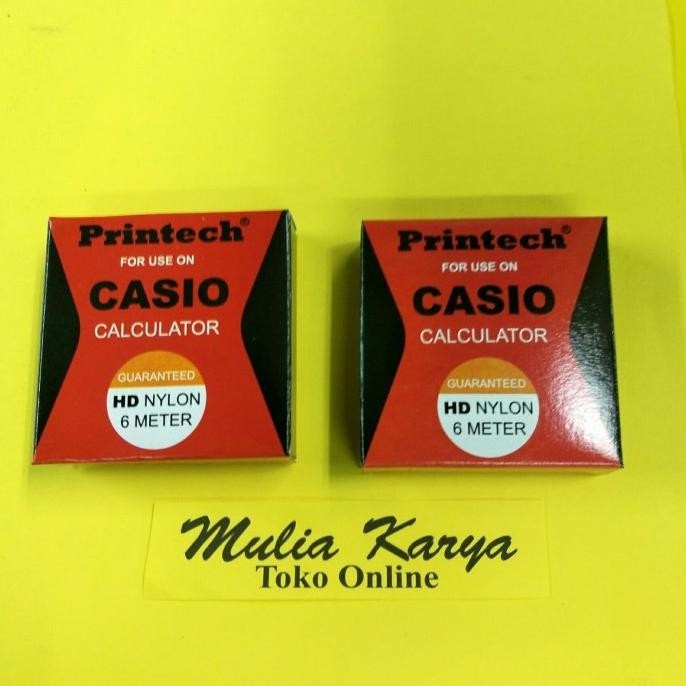 Printech®
FOR USE ON
CASIO
CALCULATOR
GUARANTEED
HD NYLON
6 METER
Printech®
FOR USE ON
CASIO
CALCULATOR
GUARANTEED
HD NYLON
6 METER
Mulia Karya
Toko Online